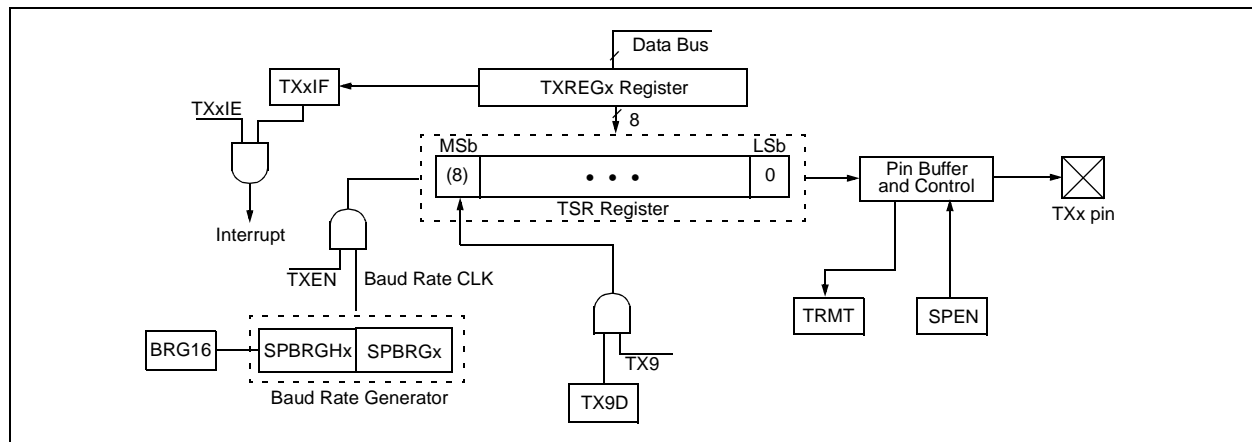 Data Bus
TXxIF
TXREGx Register
TXxIE
8
MSb
LSb
(8)
• • •
0
Pin Buffer
and Control
TSR Register
TXx pin
Interrupt
TXEN
Baud Rate CLK
TRMT
SPEN
BRG16
SPBRGHx
SPBRGx
TX9
Baud Rate Generator
TX9D